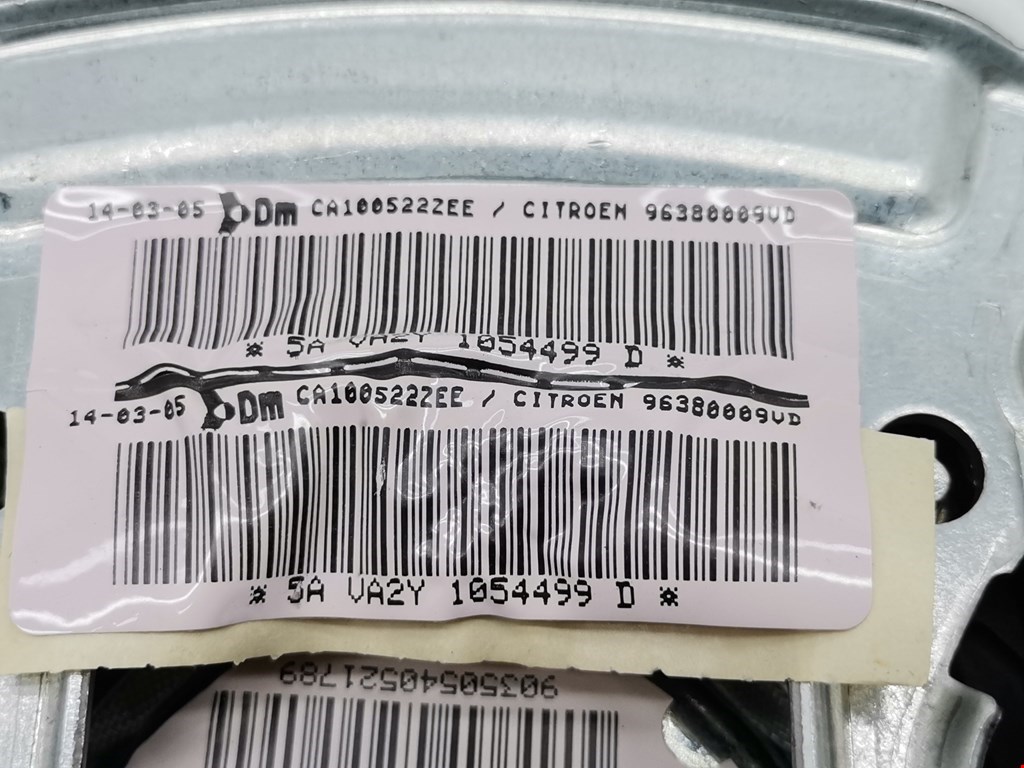 14-03-05 Dm CA100522ZEE / CITROEN 96380009VD
* 5A VA2Y 1054499 D *
14-03-05 Dm CA100522ZEE / CITROEN 96380009VD
* 5A VA2Y 1054499 D *
90350540521789